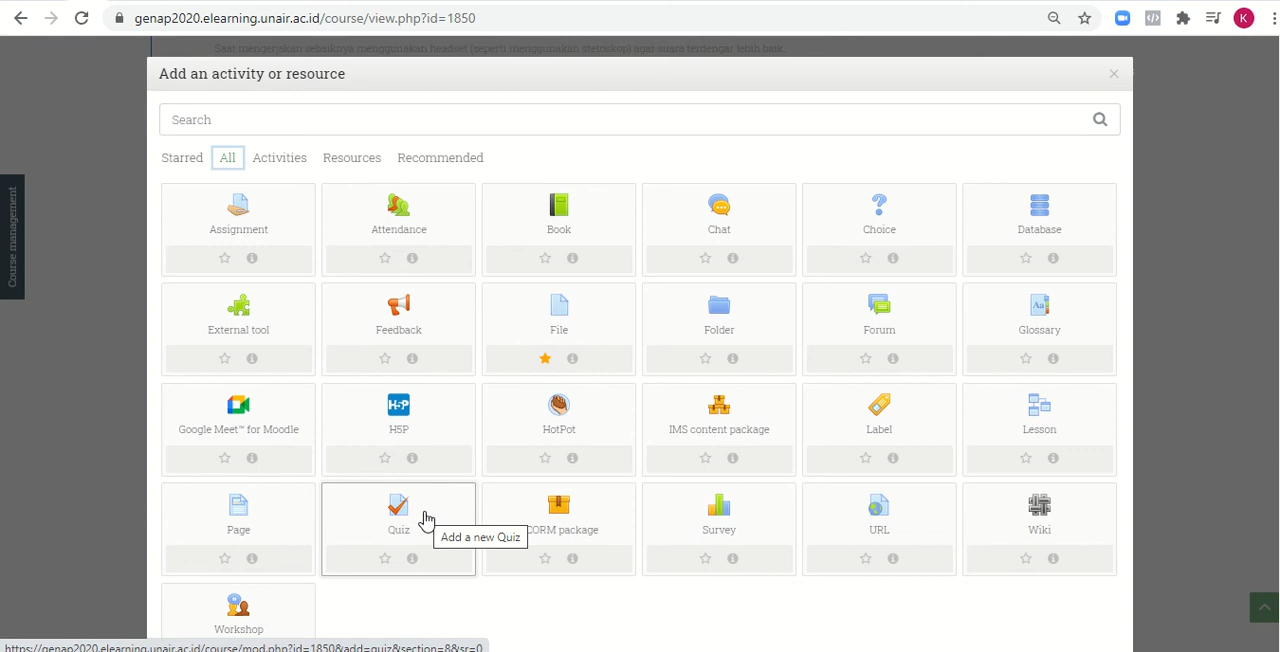 genap2020.elearning.unair.ac.id/course/view.php?id=1850
K
Saat mengerjakan sebaiknya menggunakan headset (seperti menggunakan stetoskop) agar suara terdengar lebih baik.
Add an activity or resource
Search
Starred All Activities Resources Recommended
Course management
Assignment Attendance Book Chat Choice Database
External tool Feedback File Folder Forum Glossary
Aa
Google Meet™ for Moodle H5P HotPot IMS content package Label Lesson
H5P
Page Quiz CORM package Survey URL Wiki
Add a new Quiz
Workshop
https://genap2020.elearning.unair.ac.id/course/mod.php?id=1850&add=quiz&section=8&sr=0